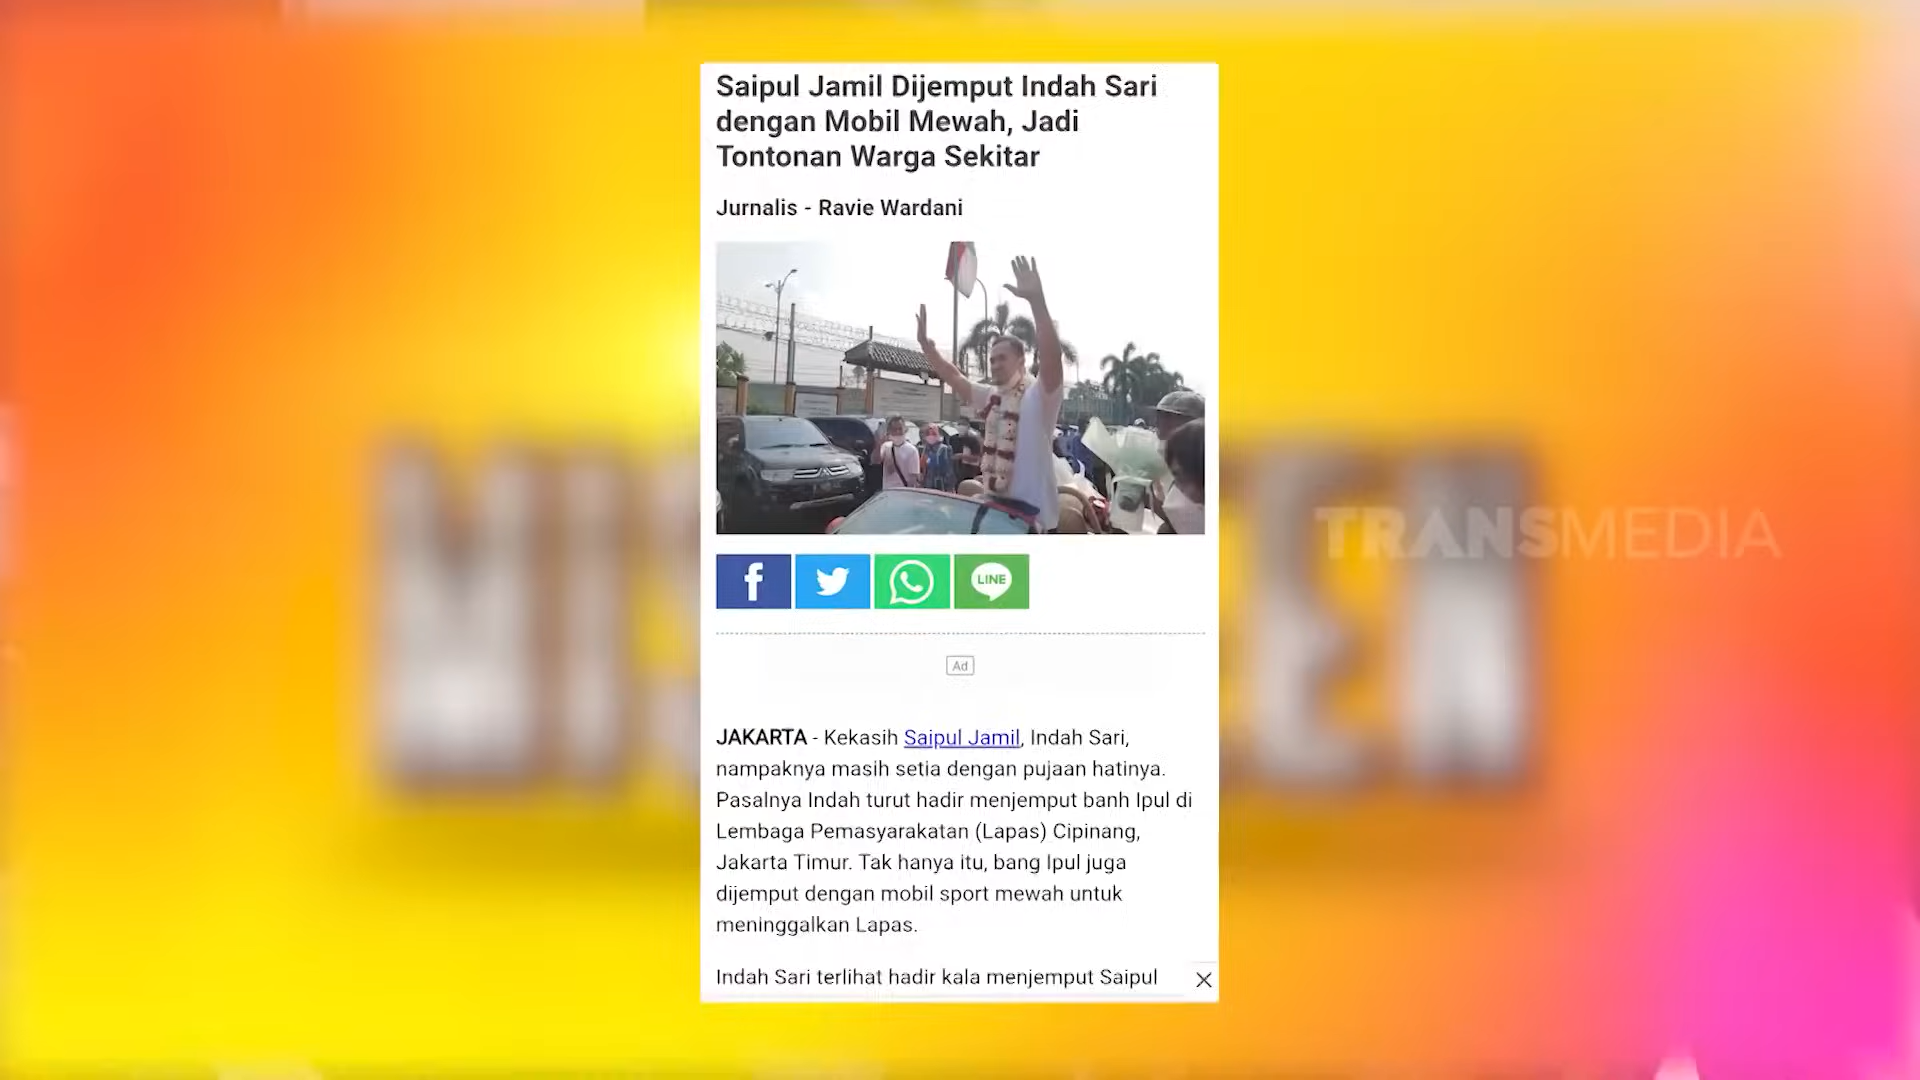 Saipul Jamil Dijemput Indah Sari
dengan Mobil Mewah, Jadi
Tontonan Warga Sekitar
Jurnalis - Ravie Wardani
LINE
Ad
JAKARTA - Kekasih Saipul Jamil, Indah Sari,
nampaknya masih setia dengan pujaan hatinya.
Pasalnya Indah turut hadir menjemput banh Ipul di
Lembaga Pemasyarakatan (Lapas) Cipinang,
Jakarta Timur. Tak hanya itu, bang Ipul juga
dijemput dengan mobil sport mewah untuk
meninggalkan Lapas.
Indah Sari terlihat hadir kala menjemput Saipul
TRANSMEDIA